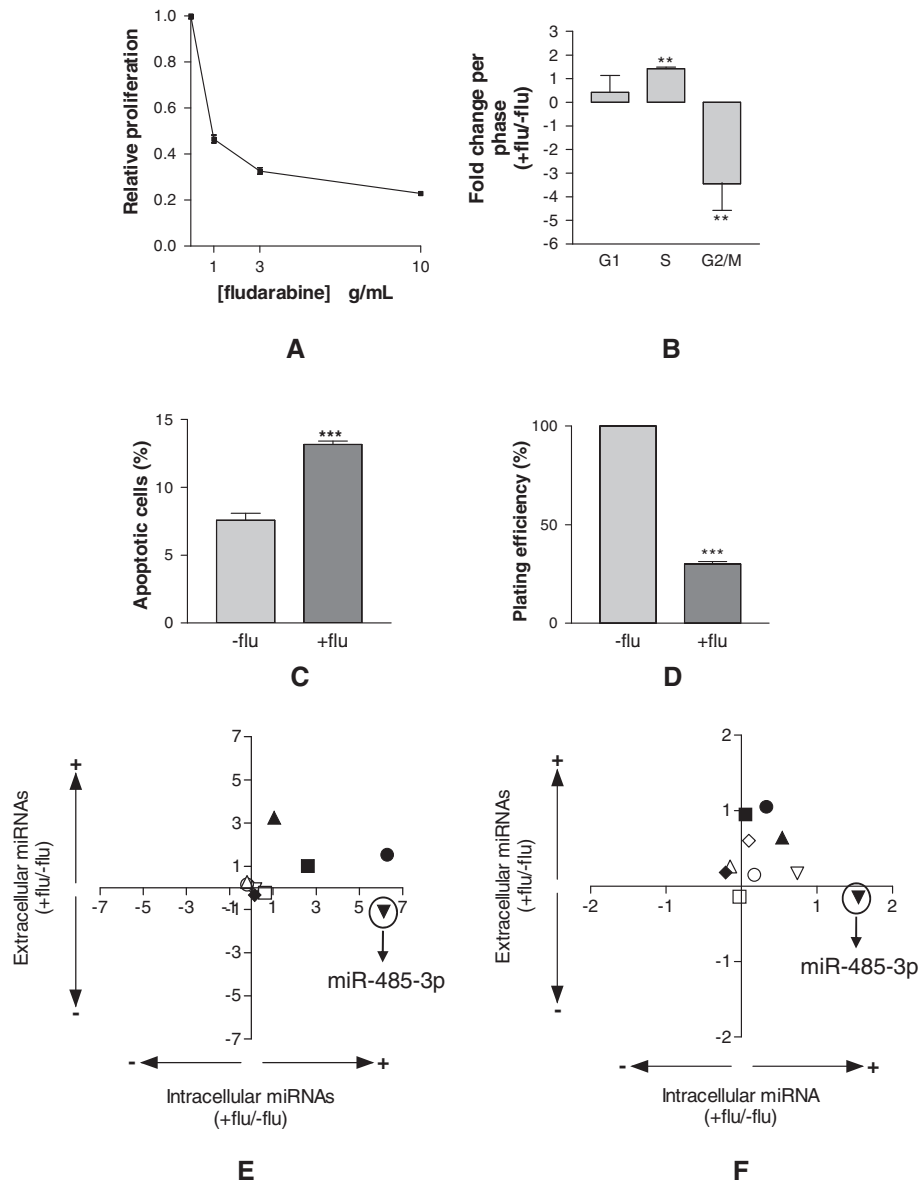 1.0
0.8
0.6
0.4
0.2
0.0
Relative proliferation
1 3 10
[fludarabine] g/mL
A
3
2
1
0
-1
-2
-3
-4
-5
-6
Fold change per
phase
(+flu/-flu)
**
**
G1 S G2/M
B
15
10
5
0
Apoptotic cells (%)
***
-flu +flu
C
100
50
0
Plating efficiency (%)
***
-flu +flu
D
7
5
3
1
-1
-3
-5
-7
-7 -5 -3 -1 1 3 5 7
Extracellular miRNAs
(+flu/-flu)
+
-
miR-485-3p
- +
Intracellular miRNAs
(+flu/-flu)
E
2
1
-1
-2
-2 -1 1 2
Extracellular miRNAs
(+flu/-flu)
+
-
miR-485-3p
- +
Intracellular miRNA
(+flu/-flu)
F